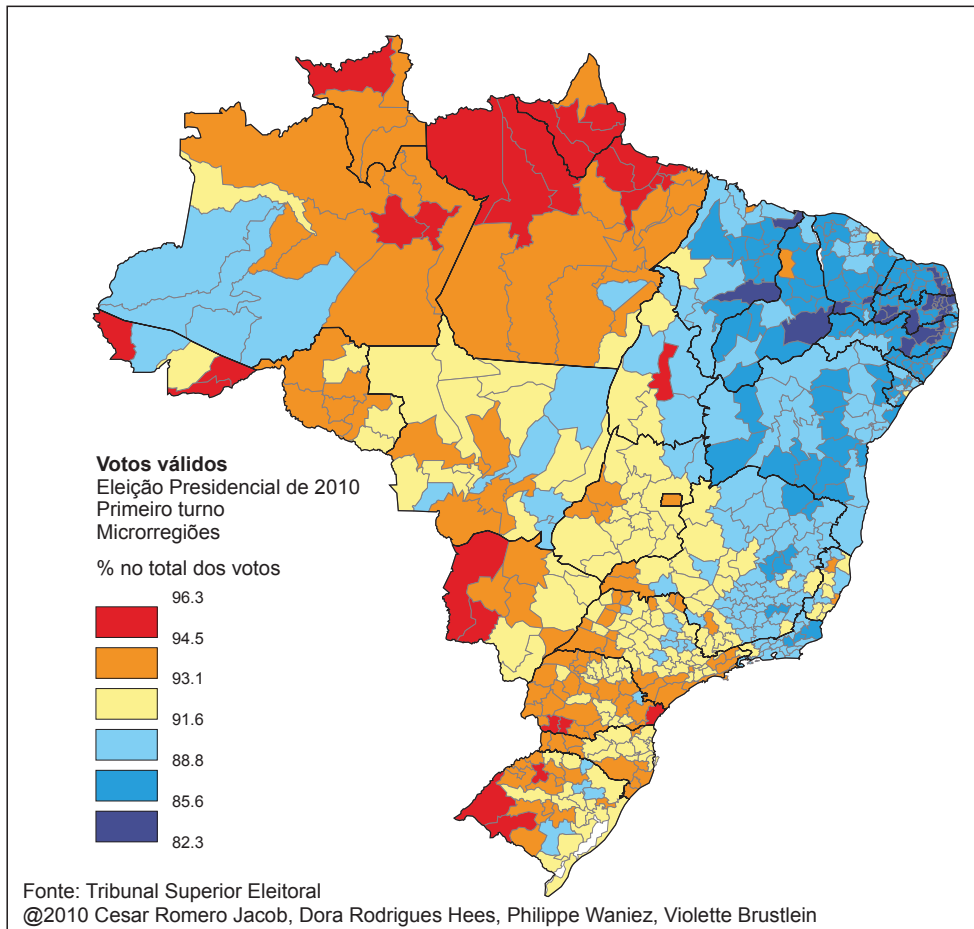 Votos válidos
Eleição Presidencial de 2010
Primeiro turno
Microrregiões
% no total dos votos
96.3
94.5
93.1
91.6
88.8
85.6
82.3
Fonte: Tribunal Superior Eleitoral
@2010 Cesar Romero Jacob, Dora Rodrigues Hees, Philippe Waniez, Violette Brustlein